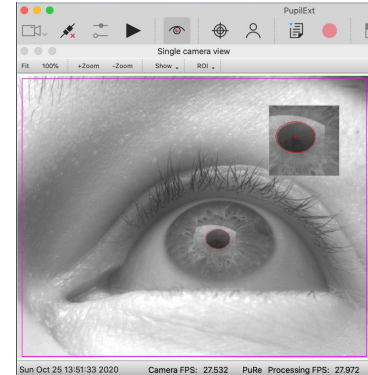 PupilExt
Single camera view
Fit 100% +Zoom -Zoom Show ROI
Sun Oct 25 13:51:33 2020 Camera FPS: 27.532 PuRe Processing FPS: 27.972